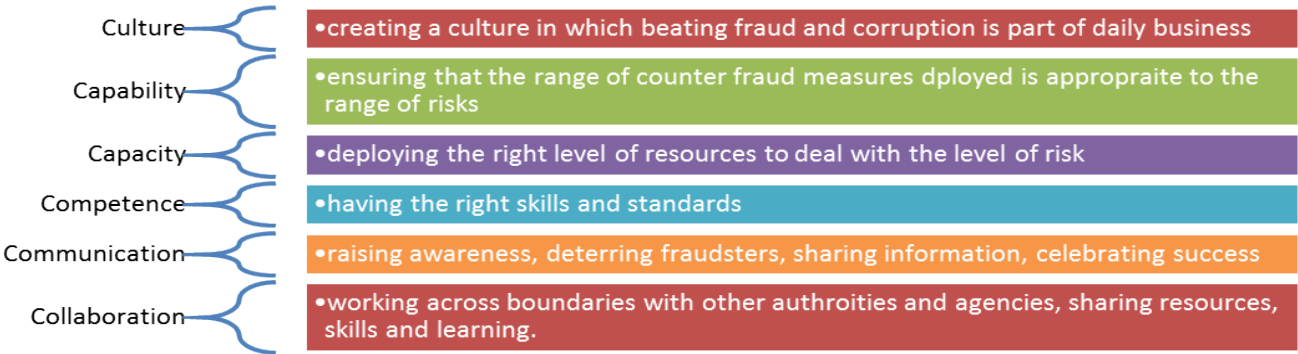 Culture
•creating a culture in which beating fraud and corruption is part of daily business
Capability
•ensuring that the range of counter fraud measures dployed is appropraite to the
range of risks
Capacity
•deploying the right level of resources to deal with the level of risk
Competence
•having the right skills and standards
Communication
•raising awareness, deterring fraudsters, sharing information, celebrating success
Collaboration
•working across boundaries with other authroities and agencies, sharing resources,
skills and learning.